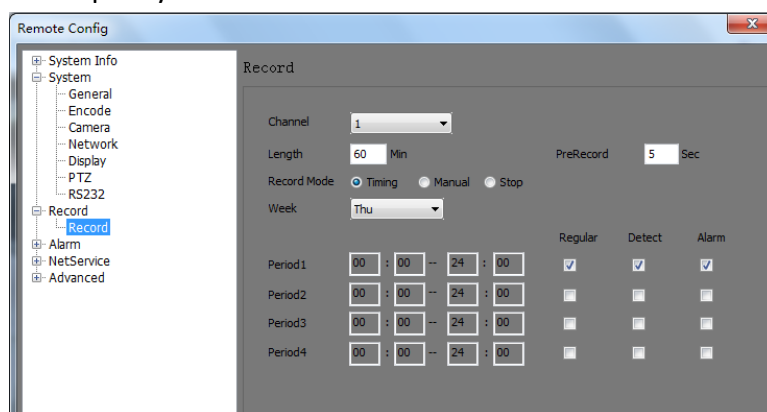 Remote Config
System Info
System
General
Encode
Camera
Network
Display
PTZ
RS232
Record
Record
Alarm
NetService
Advanced
Record
Channel 1
Length 60 Min PreRecord 5 Sec
Record Mode Timing Manual Stop
Week Thu
Regular Detect Alarm
Period1 00 : 00 -- 24 : 00
Period2 00 : 00 -- 24 : 00
Period3 00 : 00 -- 24 : 00
Period4 00 : 00 -- 24 : 00